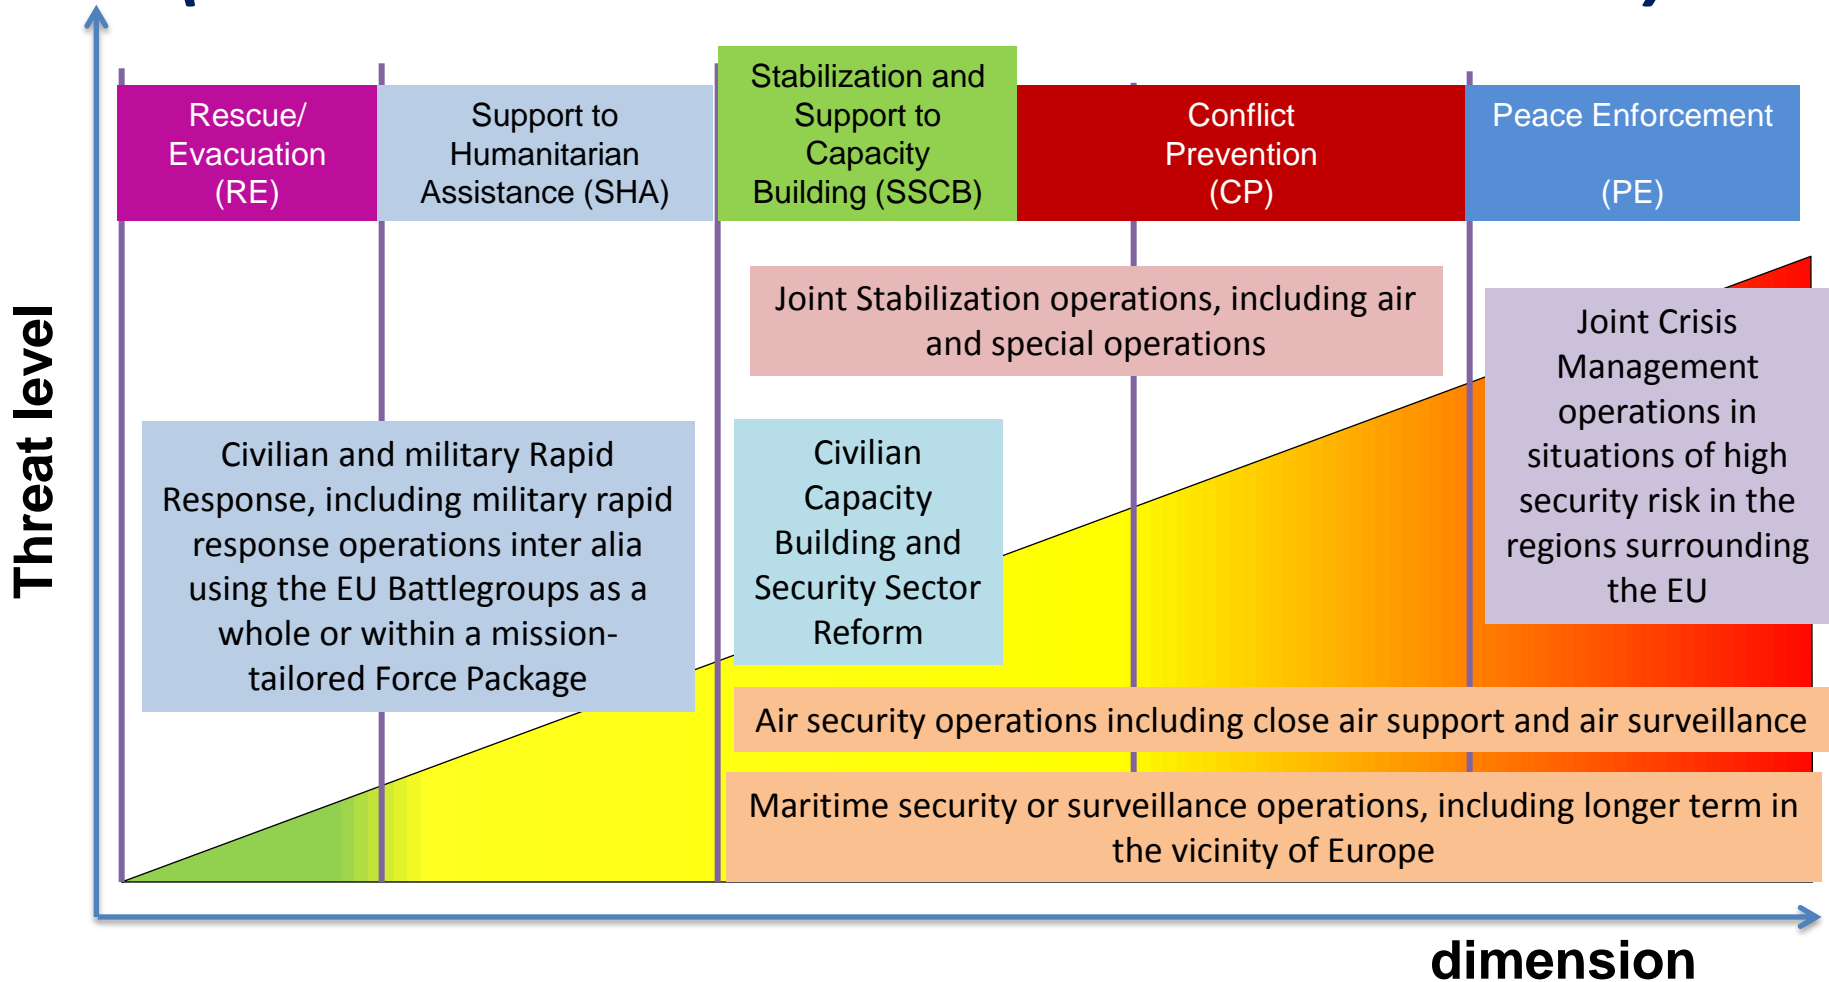 Rescue/
Evacuation
(RE)
Support to
Humanitarian
Assistance (SHA)
Stabilization and
Support to
Capacity
Building (SSCB)
Conflict
Prevention
(CP)
Peace Enforcement
(PE)
Threat level
Joint Stabilization operations, including air
and special operations
Joint Crisis
Management
operations in
situations of high
security risk in the
regions surrounding
the EU
Civilian and military Rapid
Response, including military rapid
response operations inter alia
using the EU Battlegroups as a
whole or within a mission-
tailored Force Package
Civilian
Capacity
Building and
Security Sector
Reform
Air security operations including close air support and air surveillance
Maritime security or surveillance operations, including longer term in
the vicinity of Europe
dimension